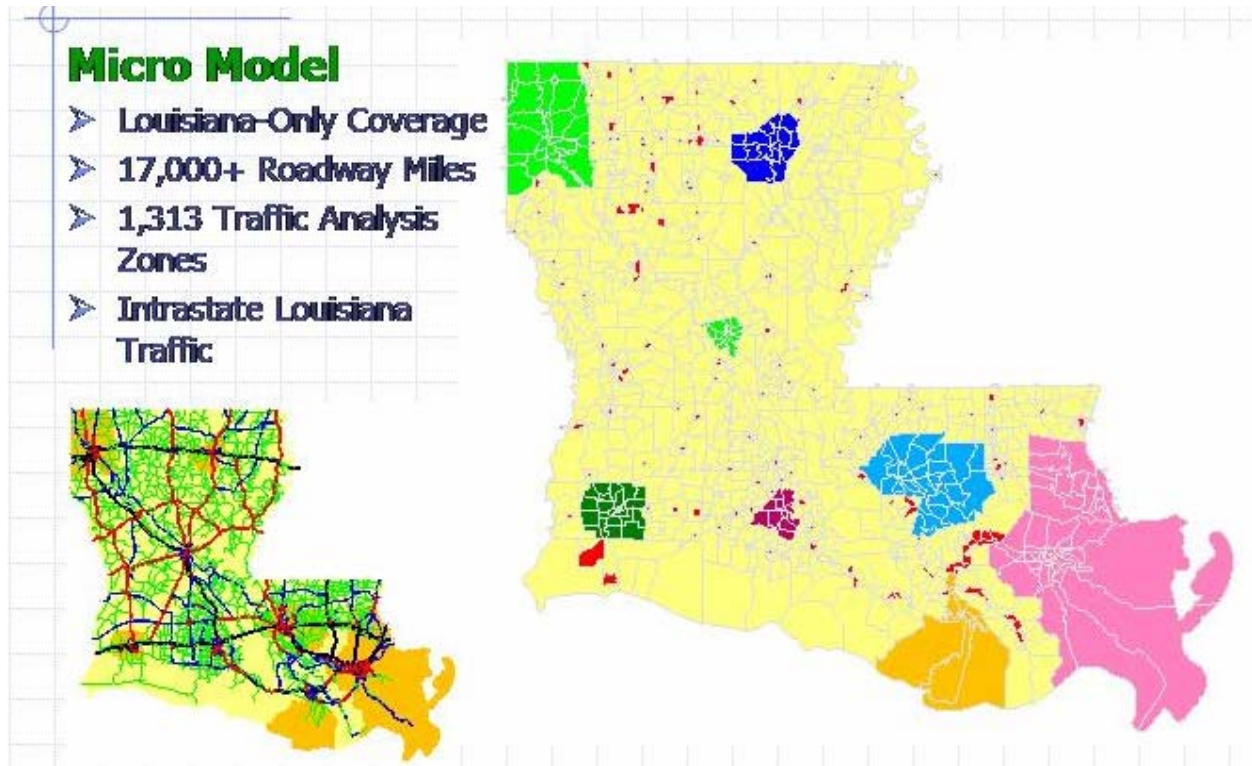 Micro Model
Louisiana-Only Coverage
17,000+ Roadway Miles
1,313 Traffic Analysis
Zones
Intrastate Louisiana
Traffic